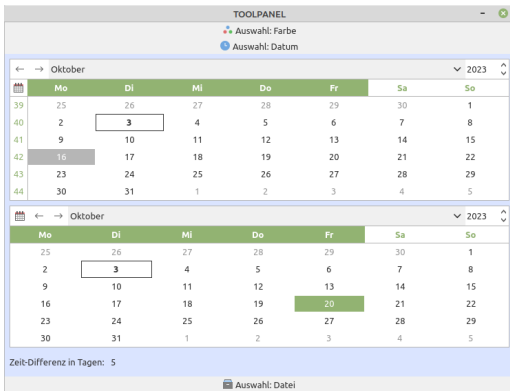 TOOLPANEL
Auswahl: Farbe
Auswahl: Datum
← → Oktober 2023
Mo Di Mi Do Fr Sa So
39 25 26 27 28 29 30 1
40 2 3 4 5 6 7 8
41 9 10 11 12 13 14 15
42 16 17 18 19 20 21 22
43 23 24 25 26 27 28 29
44 30 31 1 2 3 4 5
← → Oktober 2023
Mo Di Mi Do Fr Sa So
25 26 27 28 29 30 1
2 3 4 5 6 7 8
9 10 11 12 13 14 15
16 17 18 19 20 21 22
23 24 25 26 27 28 29
30 31 1 2 3 4 5
Zeit-Differenz in Tagen: 5
Auswahl: Datei